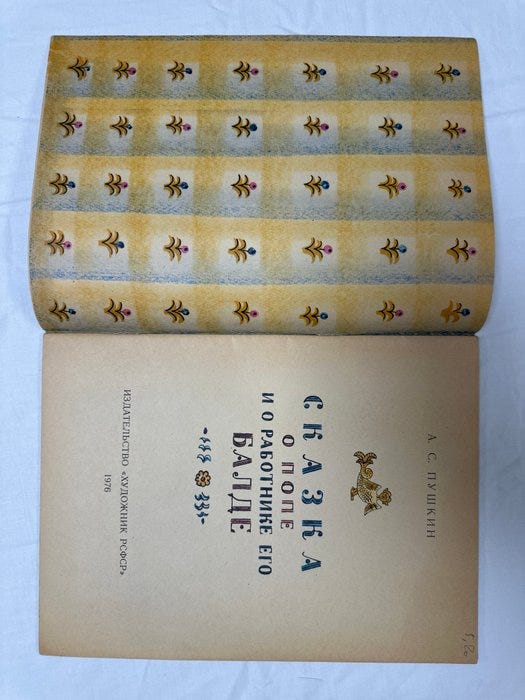 А. С. ПУШКИН
СКАЗКА
О ПОПЕ
И О РАБОТНИКЕ ЕГО
БАЛДЕ
ИЗДАТЕЛЬСТВО «ХУДОЖНИК РСФСР»
1976